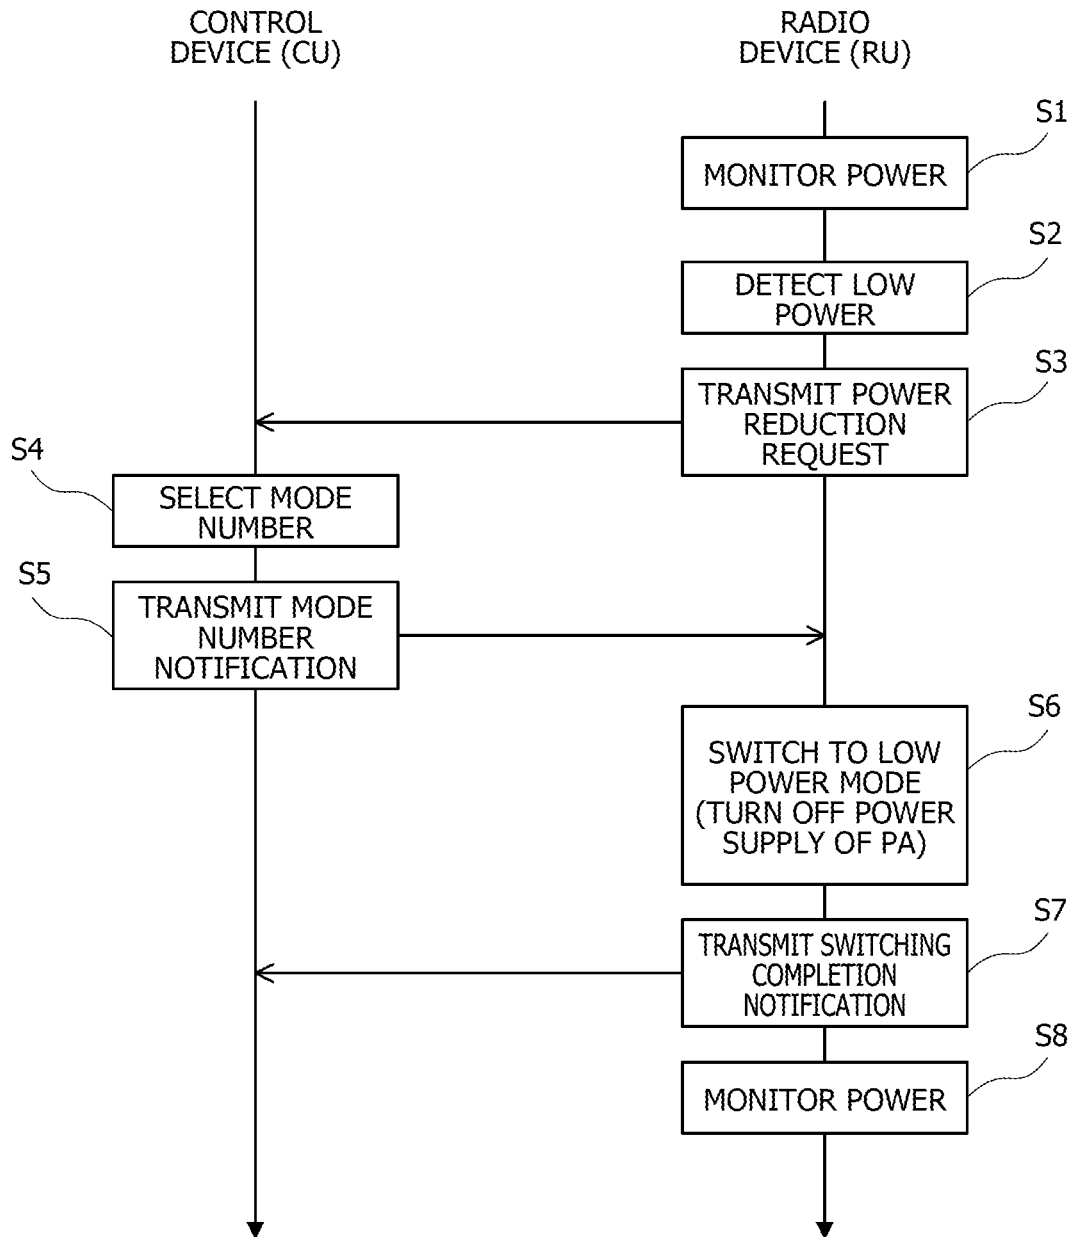 CONTROL
DEVICE (CU)
RADIO
DEVICE (RU)
S1
MONITOR POWER
S2
DETECT LOW
POWER
S3
TRANSMIT POWER
REDUCTION
REQUEST
S4
SELECT MODE
NUMBER
S5
TRANSMIT MODE
NUMBER
NOTIFICATION
S6
SWITCH TO LOW
POWER MODE
(TURN OFF POWER
SUPPLY OF PA)
S7
TRANSMIT SWITCHING
COMPLETION
NOTIFICATION
S8
MONITOR POWER